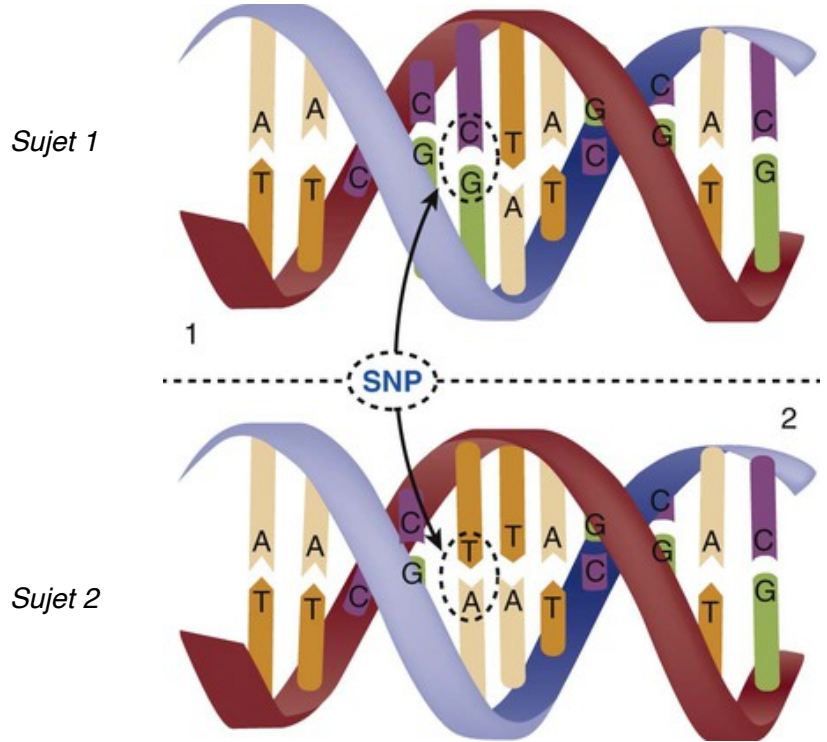 Sujet 1
A A C C T A G C A C
T T C G G A T C G T G
1
SNP
2
Sujet 2
A A C T T A G C A C
T T C G A A T C G T G